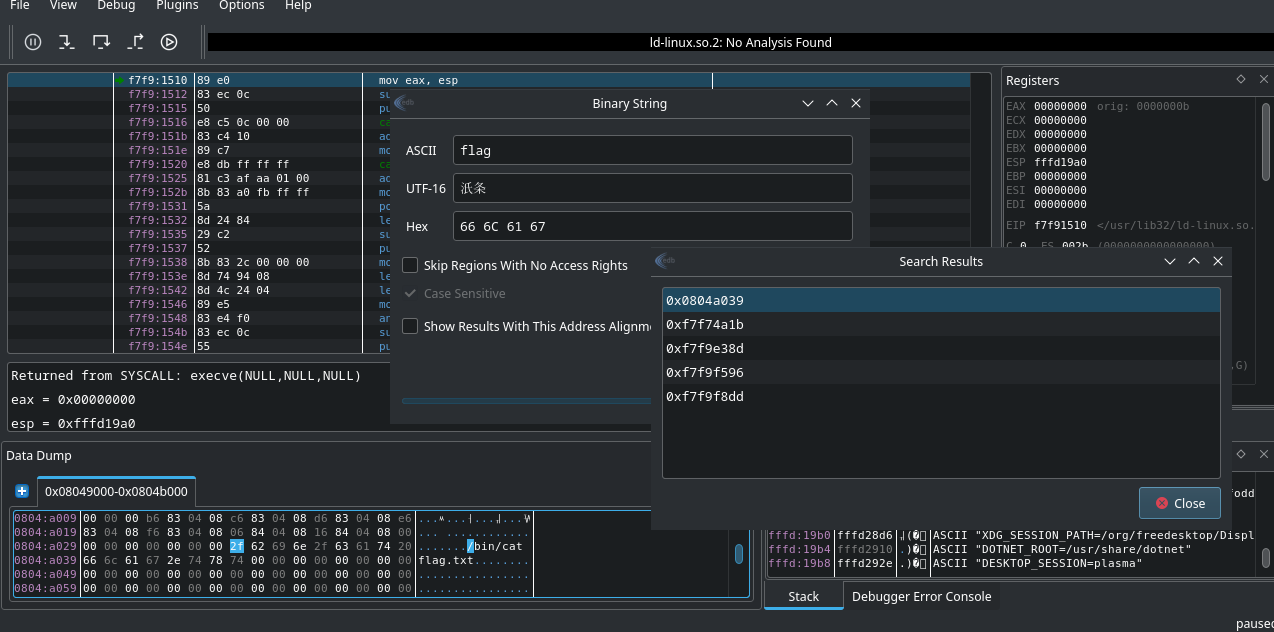 File View Debug Plugins Options Help
ld-linux.so.2: No Analysis Found
f7f9:1510 89 e0 mov eax, esp
f7f9:1512 83 ec 0c su
f7f9:1515 50 pu
f7f9:1516 e8 c5 0c 00 00 ca
f7f9:151b 83 c4 10 ad
f7f9:151e 89 c7 mo
f7f9:1520 e8 db ff ff ff ca
f7f9:1525 81 c3 af aa 01 00 ad
f7f9:152b 8b 83 a0 fb ff ff mo
f7f9:1531 5a po
f7f9:1532 8d 24 84 le
f7f9:1535 29 c2 su
f7f9:1537 52 pu
f7f9:1538 8b 83 2c 00 00 00 mo
f7f9:153e 8d 74 94 08 le
f7f9:1542 8d 4c 24 04 le
f7f9:1546 89 e5 mo
f7f9:1548 83 e4 f0 an
f7f9:154b 83 ec 0c su
f7f9:154e 55 pu
Returned from SYSCALL: execve(NULL,NULL,NULL)
eax = 0x00000000
esp = 0xfffd19a0
Registers
EAX 00000000 orig: 0000000b
ECX 00000000
EDX 00000000
EBX 00000000
ESP fffd19a0
EBP 00000000
ESI 00000000
EDI 00000000
EIP f7f91510 </usr/lib32/ld-linux.so.
C 0 ES 002b (0000000000000000)
,G)
edb
Binary String
ASCII flag
UTF-16 汦条
Hex 66 6C 61 67
Skip Regions With No Access Rights
Case Sensitive
Show Results With This Address Alignme
edb
Search Results
0x0804a039
0xf7f74a1b
0xf7f9e38d
0xf7f9f596
0xf7f9f8dd
Close
Data Dump
0x08049000-0x0804b000
0804:a009 00 00 00 b6 83 04 08 c6 83 04 08 d6 83 04 08 e6
0804:a019 83 04 08 f6 83 04 08 06 84 04 08 16 84 04 08 00
0804:a029 00 00 00 00 00 00 00 2f 62 69 6e 2f 63 61 74 20 ......./bin/cat
0804:a039 66 6c 61 67 2e 74 78 74 00 00 00 00 00 00 00 00 flag.txt........
0804:a049 00 00 00 00 00 00 00 00 00 00 00 00 00 00 00 00 ................
0804:a059 00 00 00 00 00 00 00 00 00 00 00 00 00 00 00 00 ................
fodd
fffd:19b0 fffd28d6 ASCII "XDG_SESSION_PATH=/org/freedesktop/Displ
fffd:19b4 fffd2910 ASCII "DOTNET_ROOT=/usr/share/dotnet"
fffd:19b8 fffd292e ASCII "DESKTOP_SESSION=plasma"
Stack Debugger Error Console
paused